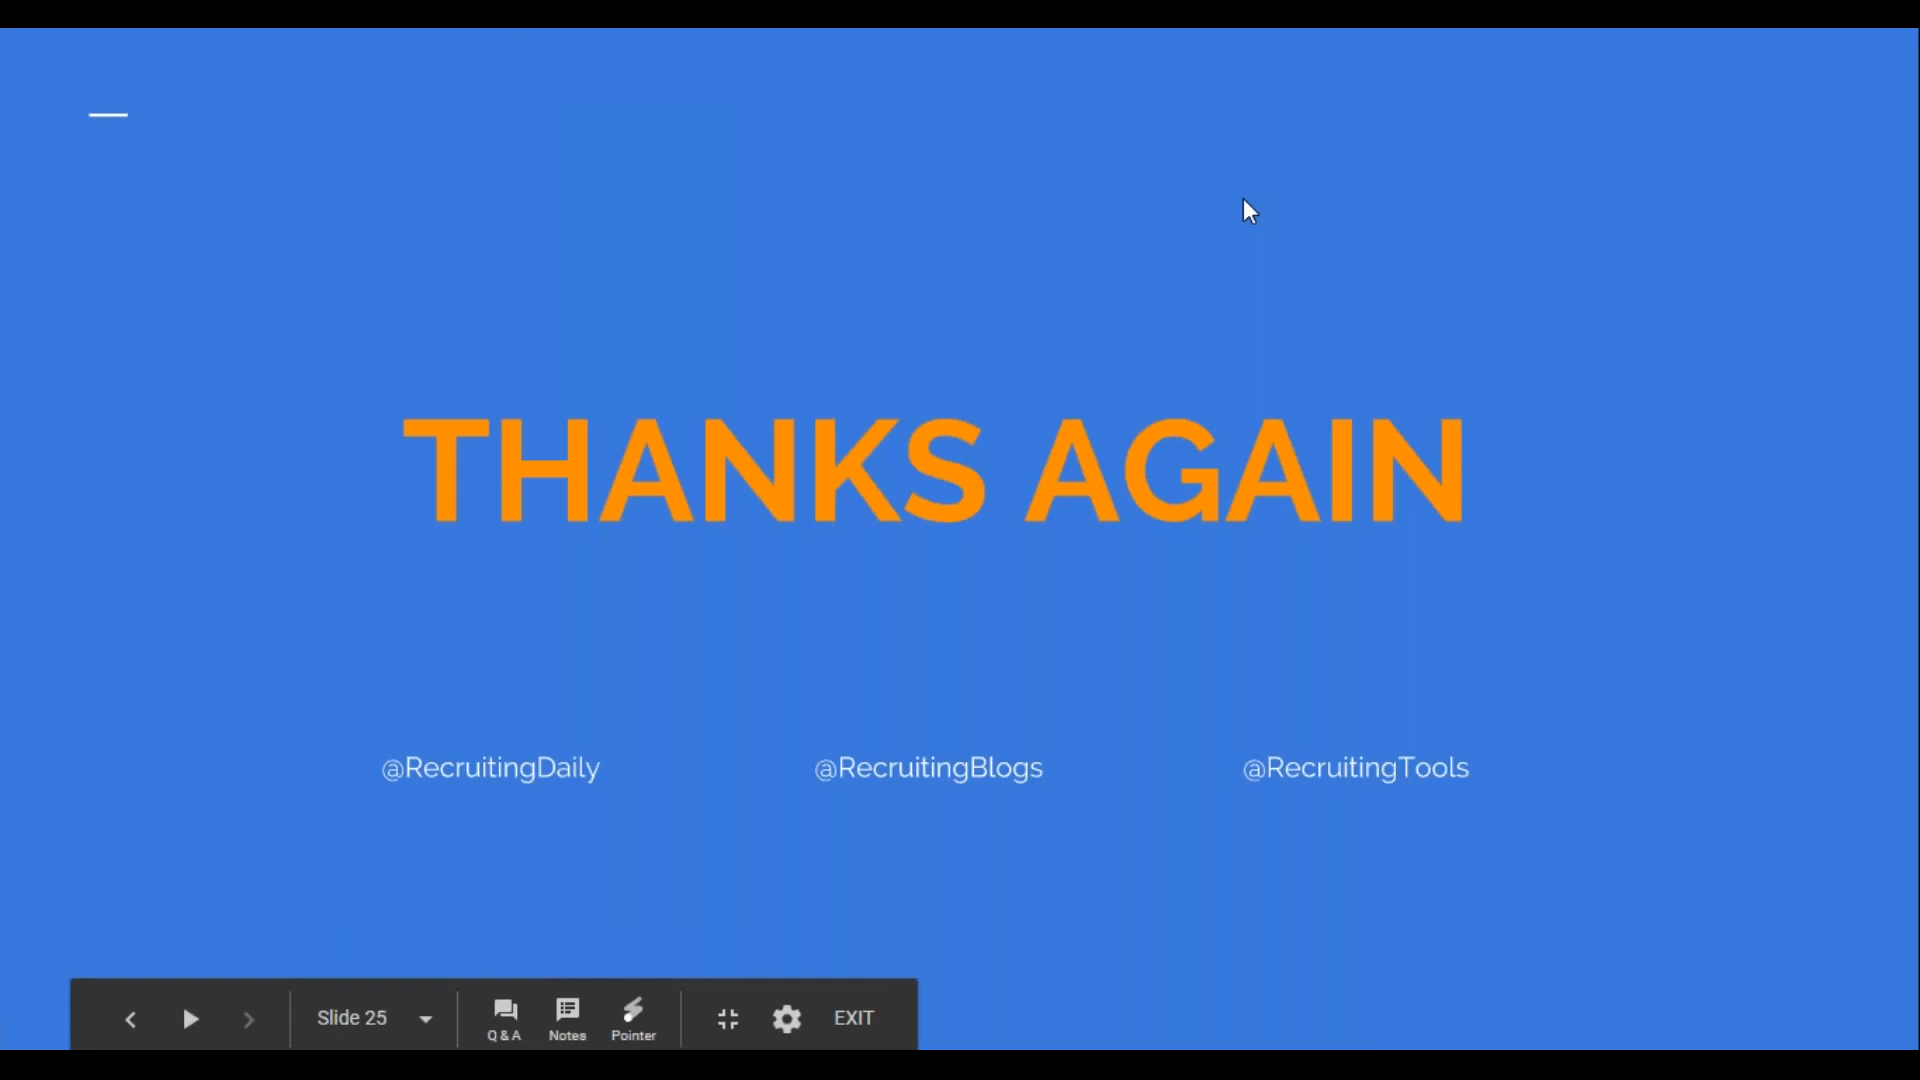 THANKS AGAIN
@RecruitingDaily @RecruitingBlogs @RecruitingTools
Slide 25 Q & A Notes Pointer EXIT